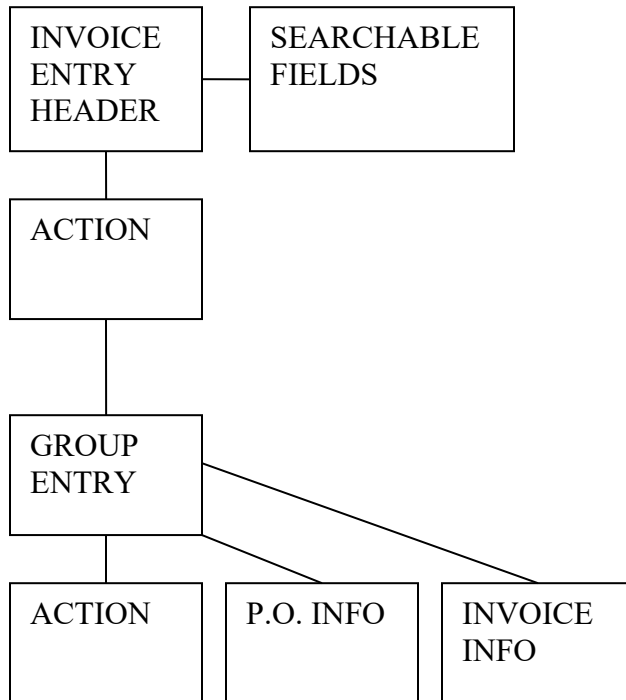 INVOICE
ENTRY
HEADER
SEARCHABLE
FIELDS
ACTION
GROUP
ENTRY
ACTION
P.O. INFO
INVOICE
INFO